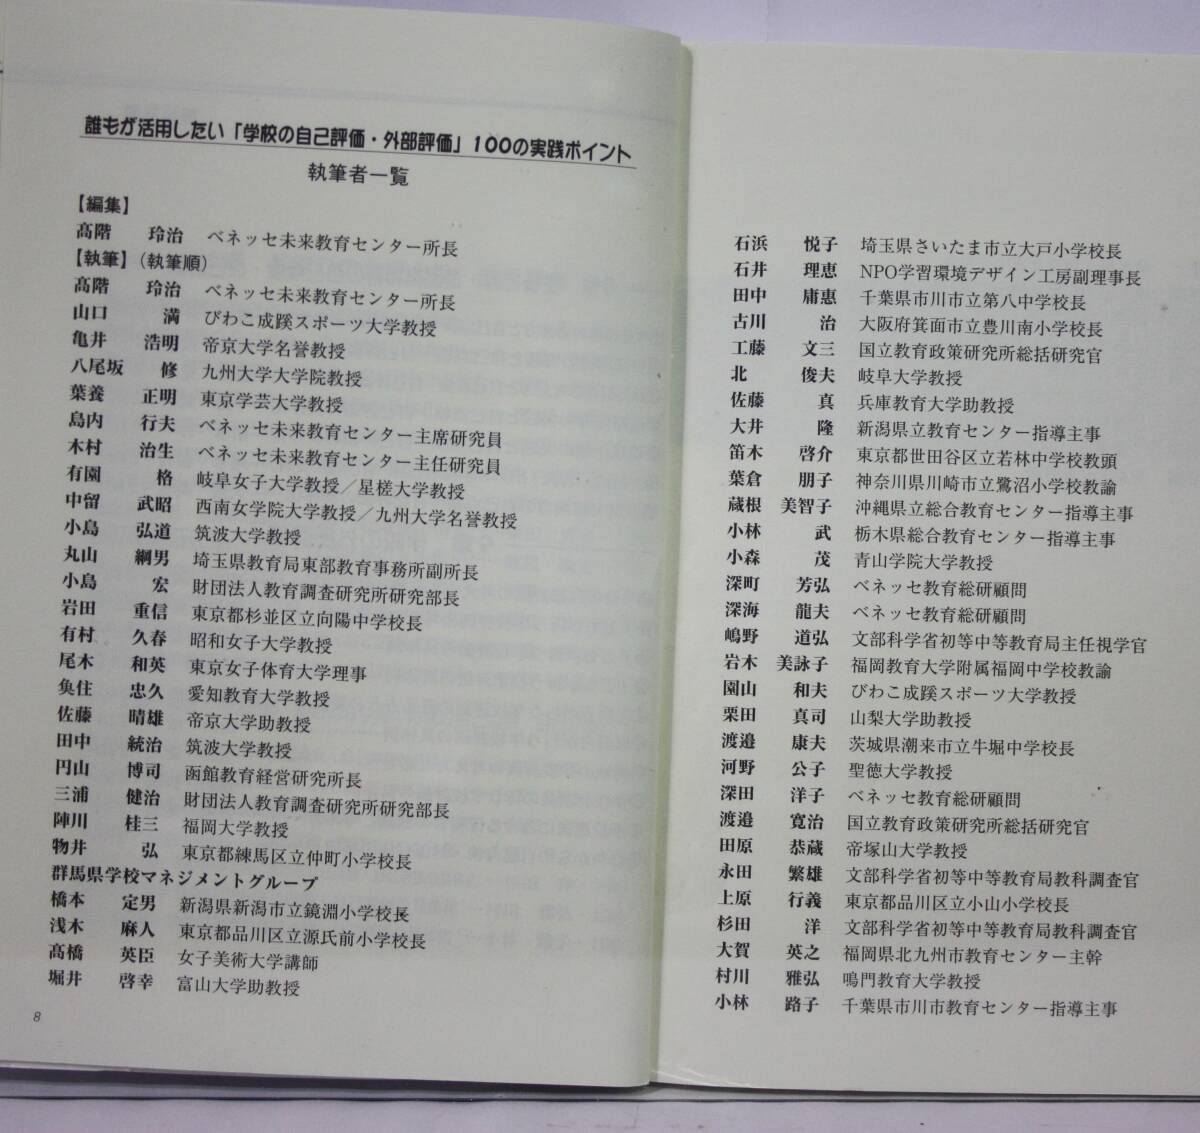 誰もが活用したい「学校の自己評価・外部評価」100の実践ポイント
執筆者一覧
【編集】
髙階　玲治　ベネッセ未来教育センター所長
【執筆】（執筆順）
髙階　玲治　ベネッセ未来教育センター所長
山口　満　びわこ成蹊スポーツ大学教授
亀井　浩明　帝京大学名誉教授
八尾坂　修　九州大学大学院教授
葉養　正明　東京学芸大学教授
島内　行夫　ベネッセ未来教育センター主席研究員
木村　治生　ベネッセ未来教育センター主任研究員
有園　格　岐阜女子大学教授／星槎大学教授
中留　武昭　西南女学院大学教授／九州大学名誉教授
小島　弘道　筑波大学教授
丸山　綱男　埼玉県教育局東部教育事務所副所長
小島　宏　財団法人教育調査研究所研究部長
岩田　重信　東京都杉並区立向陽中学校長
有村　久春　昭和女子大学教授
尾木　和英　東京女子体育大学理事
魚住　忠久　愛知教育大学教授
佐藤　晴雄　帝京大学助教授
田中　統治　筑波大学教授
円山　博司　函館教育経営研究所長
三浦　健治　財団法人教育調査研究所研究部長
陣川　桂三　福岡大学教授
物井　弘　東京都練馬区立仲町小学校長
群馬県学校マネジメントグループ
橋本　定男　新潟県新潟市立鏡淵小学校長
浅木　麻人　東京都品川区立源氏前小学校長
髙橋　英臣　女子美術大学講師
堀井　啓幸　富山大学助教授
8
石浜　悦子　埼玉県さいたま市立大戸小学校長
石井　理恵　NPO学習環境デザイン工房副理事長
田中　庸惠　千葉県市川市立第八中学校長
古川　治　大阪府箕面市立豊川南小学校長
工藤　文三　国立教育政策研究所総括研究官
北　俊夫　岐阜大学教授
佐藤　真　兵庫教育大学助教授
大井　隆　新潟県立教育センター指導主事
笛木　啓介　東京都世田谷区立若林中学校教頭
葉倉　朋子　神奈川県川崎市立鷺沼小学校教諭
蔵根　美智子　沖縄県立総合教育センター指導主事
小林　武　栃木県総合教育センター指導主事
小森　茂　青山学院大学教授
深町　芳弘　ベネッセ教育総研顧問
深海　龍夫　ベネッセ教育総研顧問
嶋野　道弘　文部科学省初等中等教育局主任視学官
岩木　美詠子　福岡教育大学附属福岡中学校教諭
園山　和夫　びわこ成蹊スポーツ大学教授
栗田　真司　山梨大学助教授
渡邉　康夫　茨城県潮来市立牛堀中学校長
河野　公子　聖徳大学教授
深田　洋子　ベネッセ教育総研顧問
渡邉　寛治　国立教育政策研究所総括研究官
田原　恭蔵　帝塚山大学教授
永田　繁雄　文部科学省初等中等教育局教科調査官
上原　行義　東京都品川区立小山小学校長
杉田　洋　文部科学省初等中等教育局教科調査官
大賀　英之　福岡県北九州市教育センター主幹
村川　雅弘　鳴門教育大学教授
小林　路子　千葉県市川市教育センター指導主事